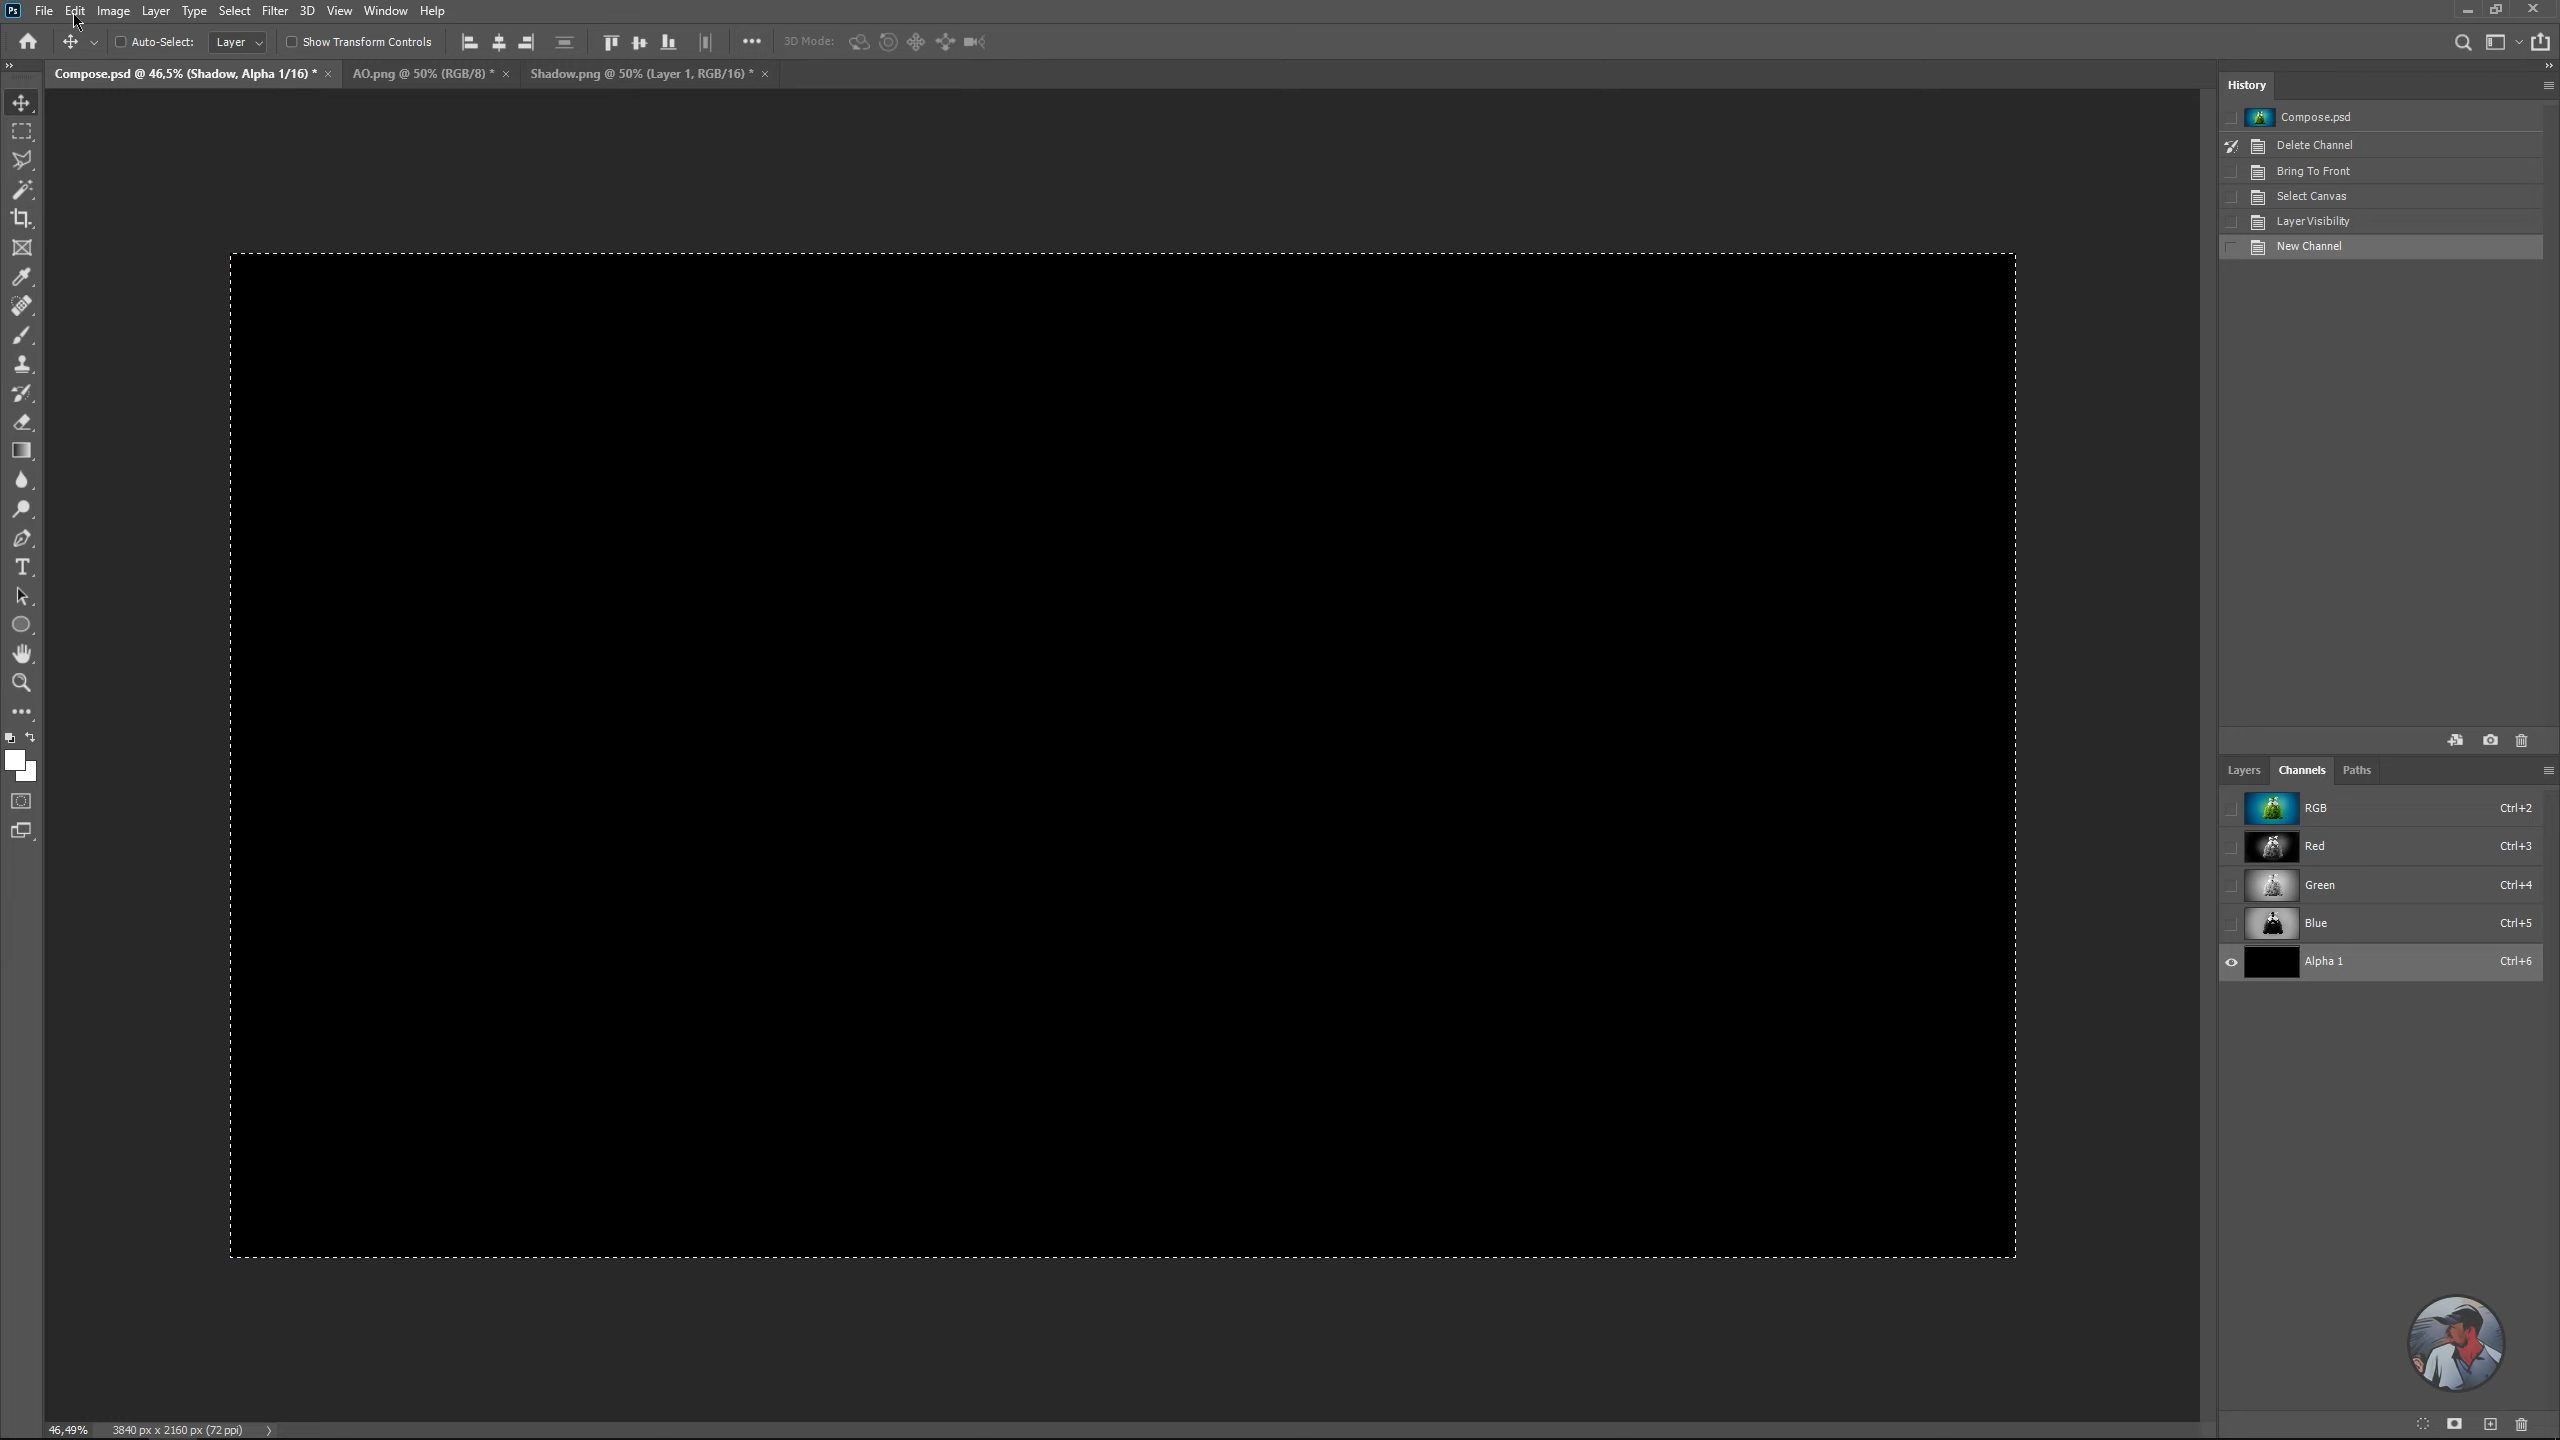 Ps File Edit Image Layer Type Select Filter 3D View Window Help
Auto-Select: Layer Show Transform Controls 3D Mode:
Compose.psd @ 46,5% (Shadow, Alpha 1/16) * × AO.png @ 50% (RGB/8) * × Shadow.png @ 50% (Layer 1, RGB/16) * ×
History
Compose.psd
Delete Channel
Bring To Front
Select Canvas
Layer Visibility
New Channel
Layers Channels Paths
RGB Ctrl+2
Red Ctrl+3
Green Ctrl+4
Blue Ctrl+5
Alpha 1 Ctrl+6
46,49% 3840 px x 2160 px (72 ppi)